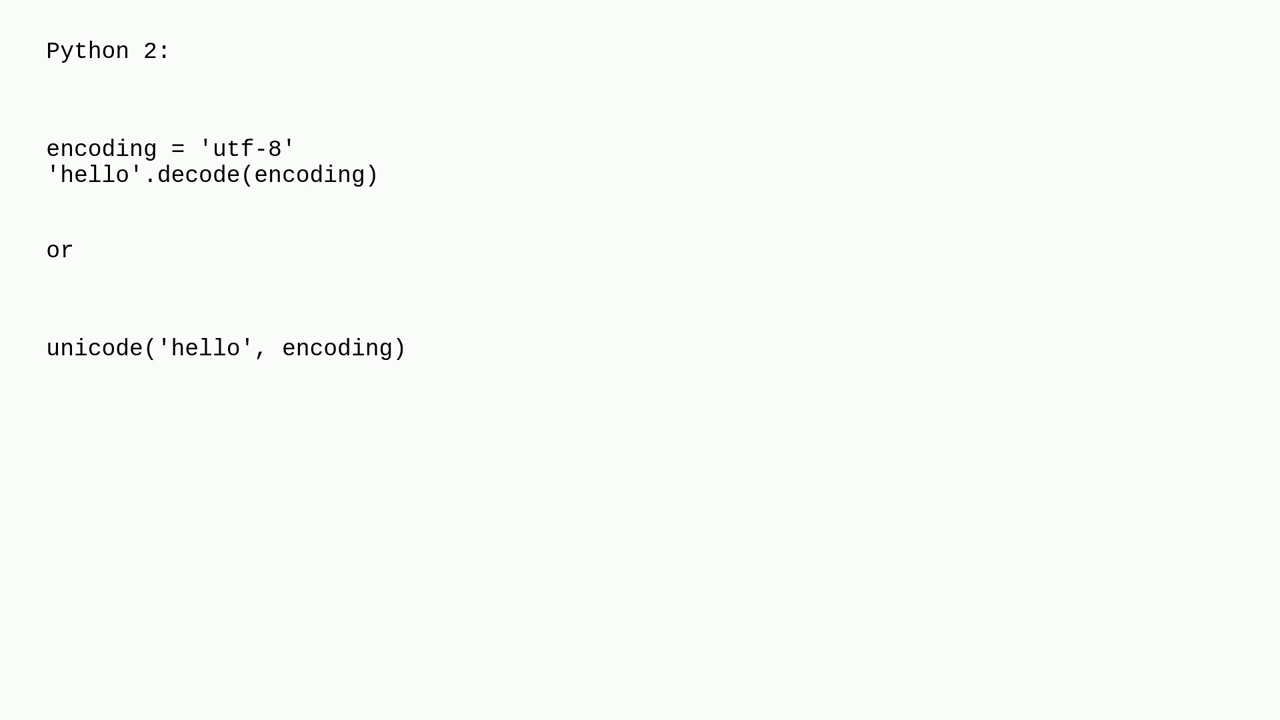 Python 2:
encoding = 'utf-8'
'hello'.decode(encoding)
or
unicode('hello', encoding)